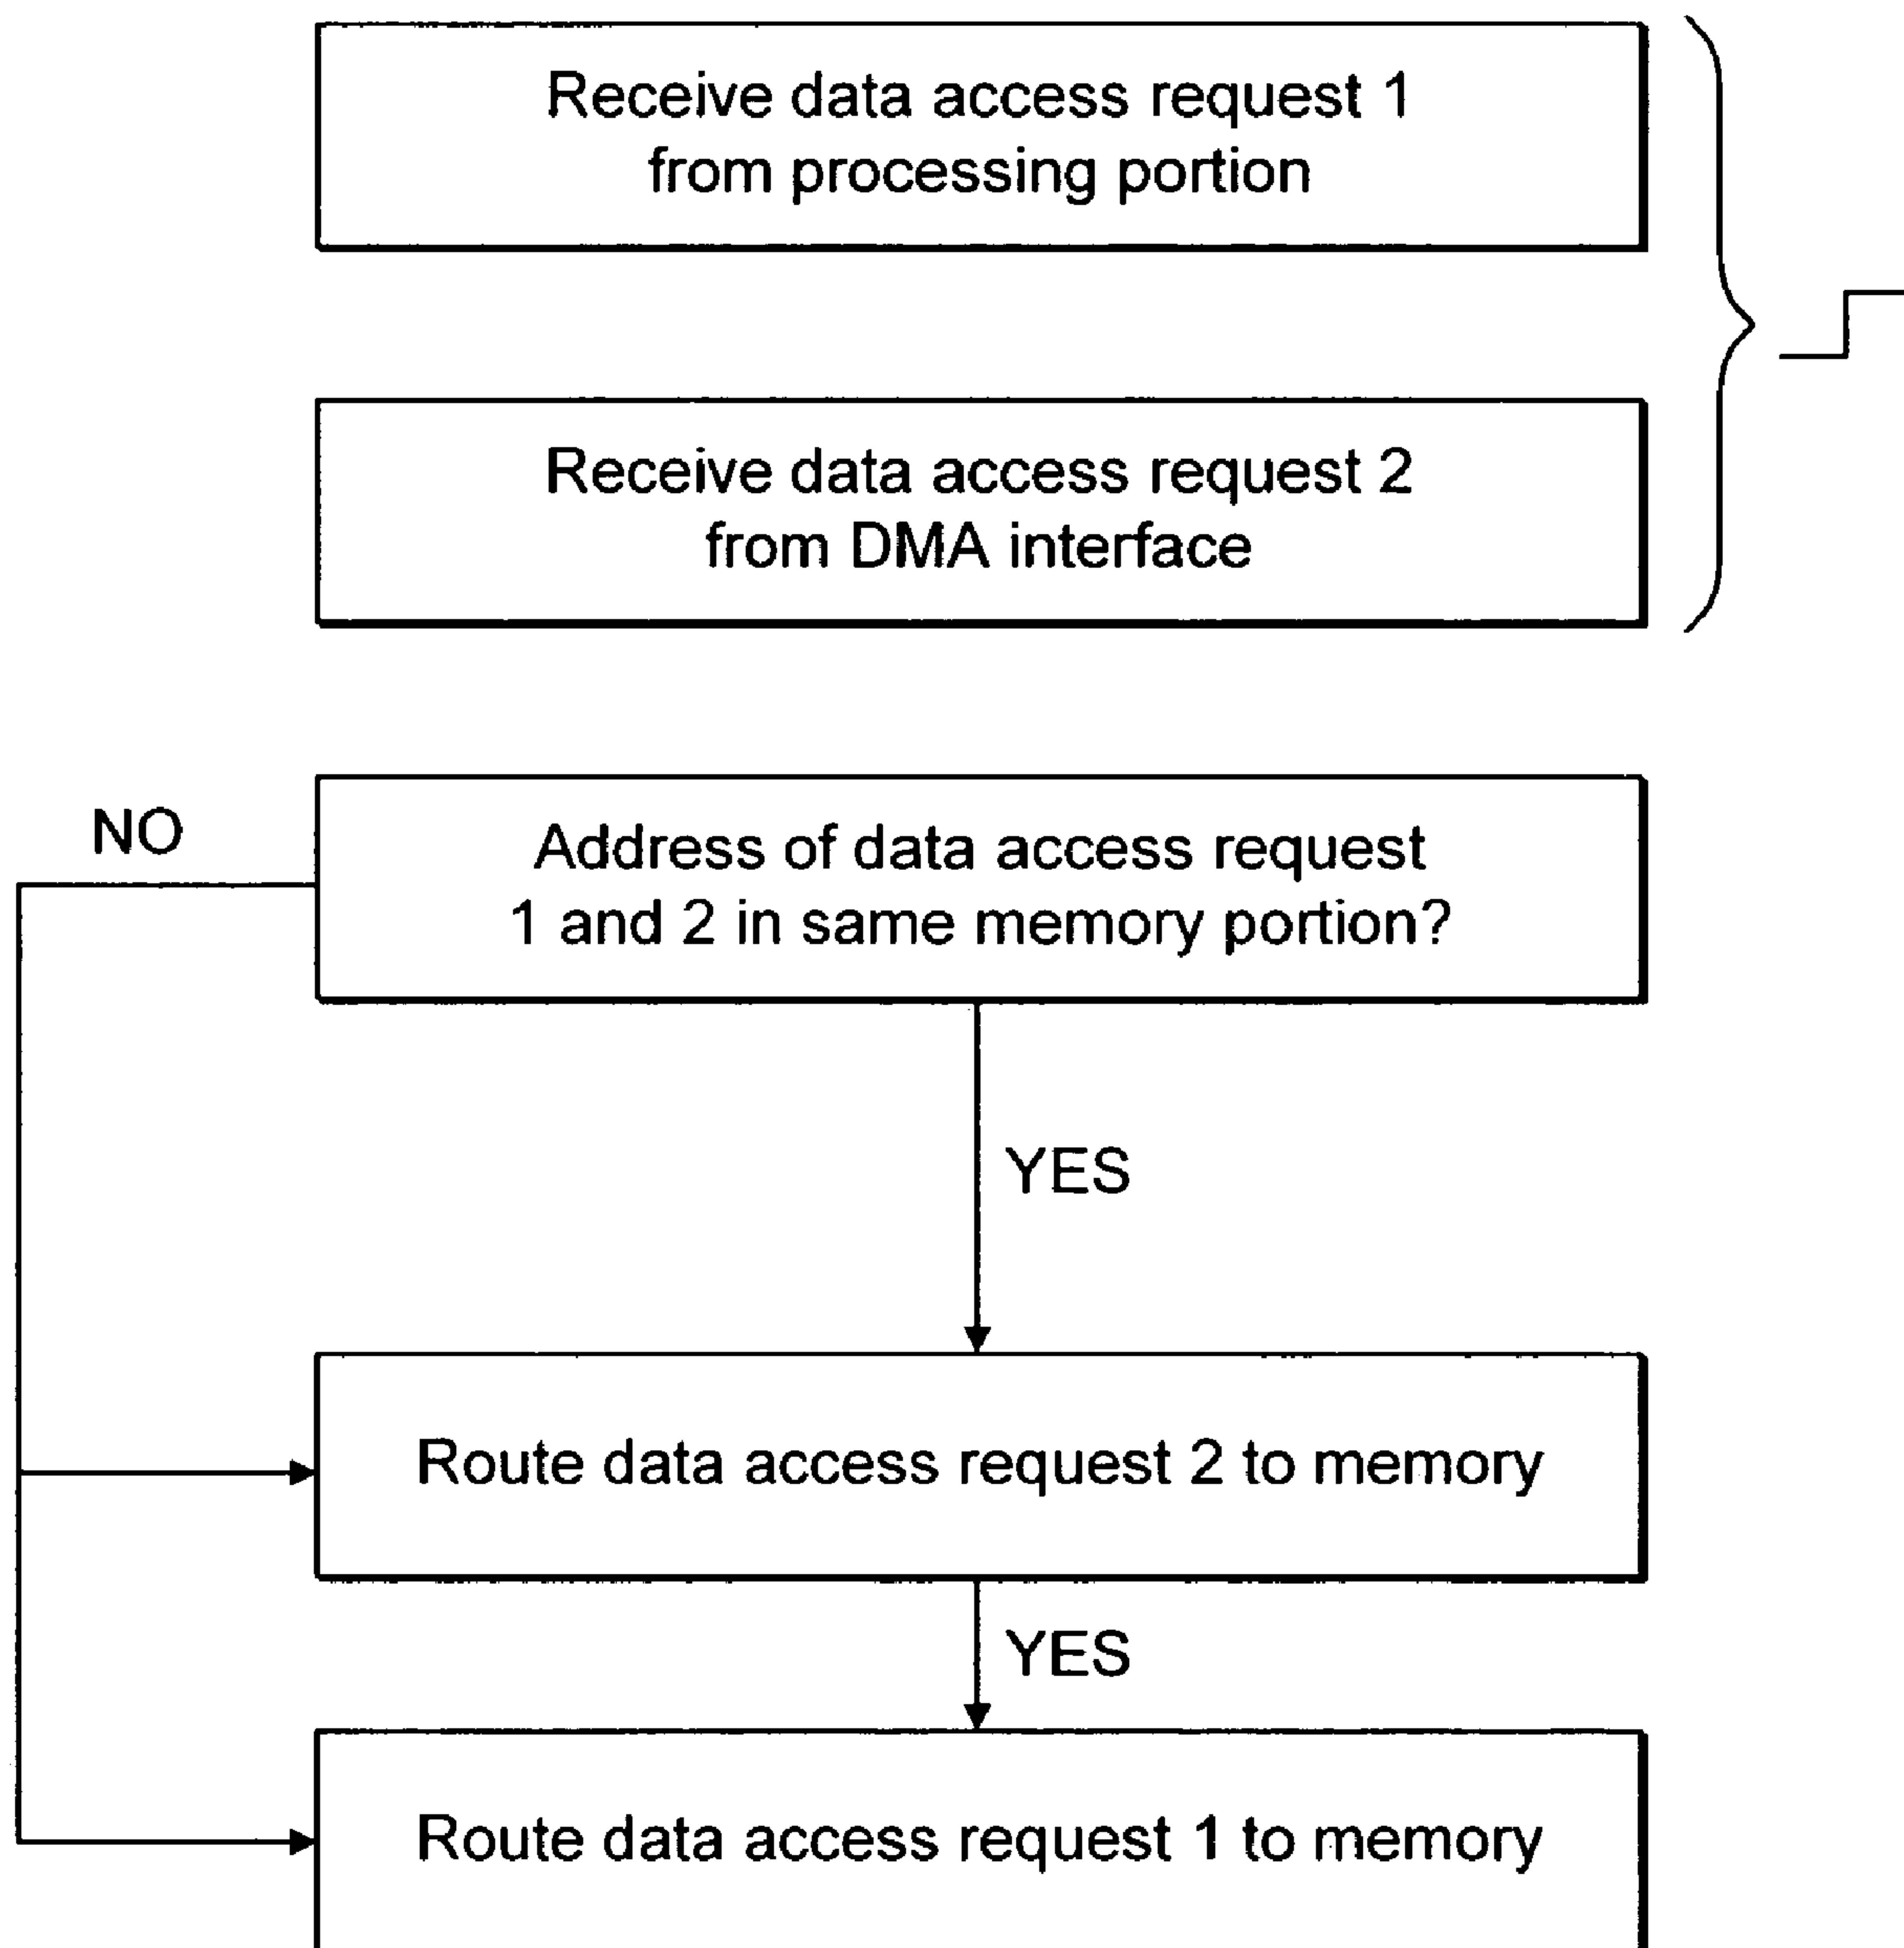 Receive data access request 1
from processing portion
Receive data access request 2
from DMA interface
NO
Address of data access request
1 and 2 in same memory portion?
YES
Route data access request 2 to memory
YES
Route data access request 1 to memory